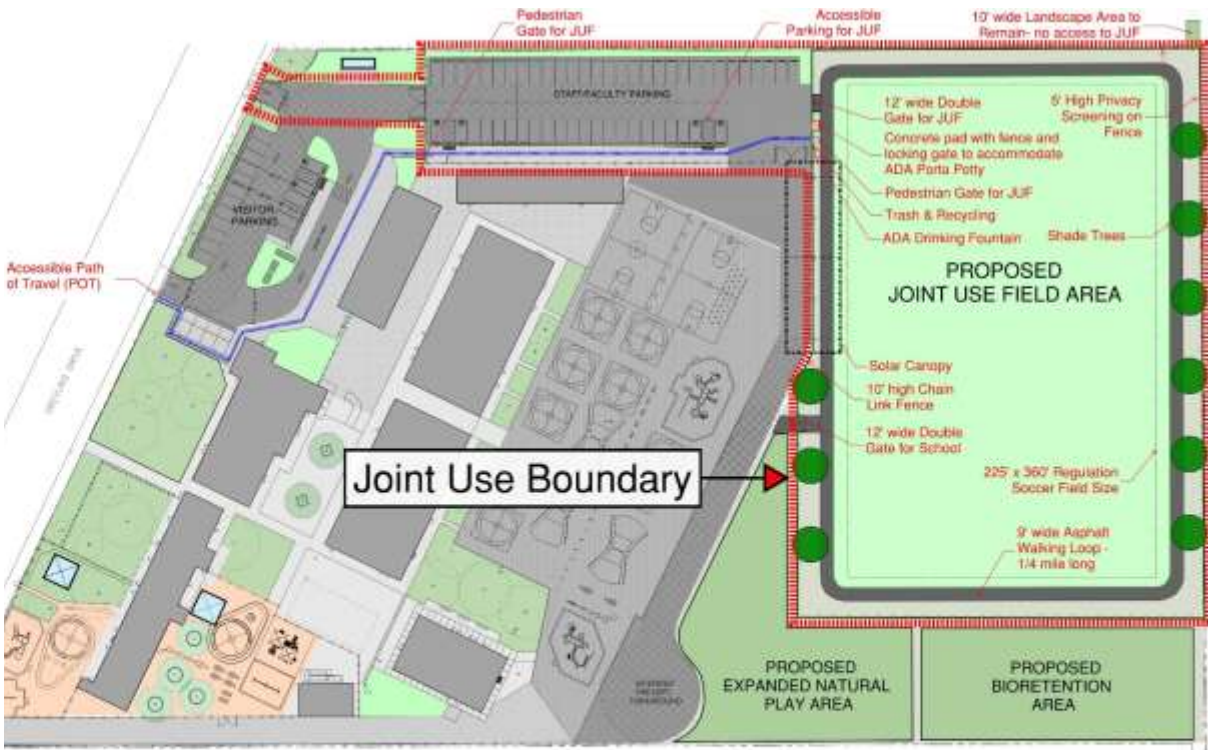 Pedestrian
Gate for JUF
Accessible
Parking for JUF
10' wide Landscape Area to
Remain- no access to JUF
STAFF/FACULTY PARKING
12' wide Double
Gate for JUF
5' High Privacy
Screening on
Fence
Concrete pad with fence and
locking gate to accommodate
ADA Porta Potty
Pedestrian Gate for JUF
Trash & Recycling
ADA Drinking Fountain
Shade Trees
VISITOR
PARKING
Accessible Path
of Travel (POT)
PROPOSED
JOINT USE FIELD AREA
Solar Canopy
10' high Chain
Link Fence
12' wide Double
Gate for School
Joint Use Boundary
225' x 360' Regulation
Soccer Field Size
9' wide Asphalt
Walking Loop -
1/4 mile long
PROPOSED
EXPANDED NATURAL
PLAY AREA
PROPOSED
BIORETENTION
AREA